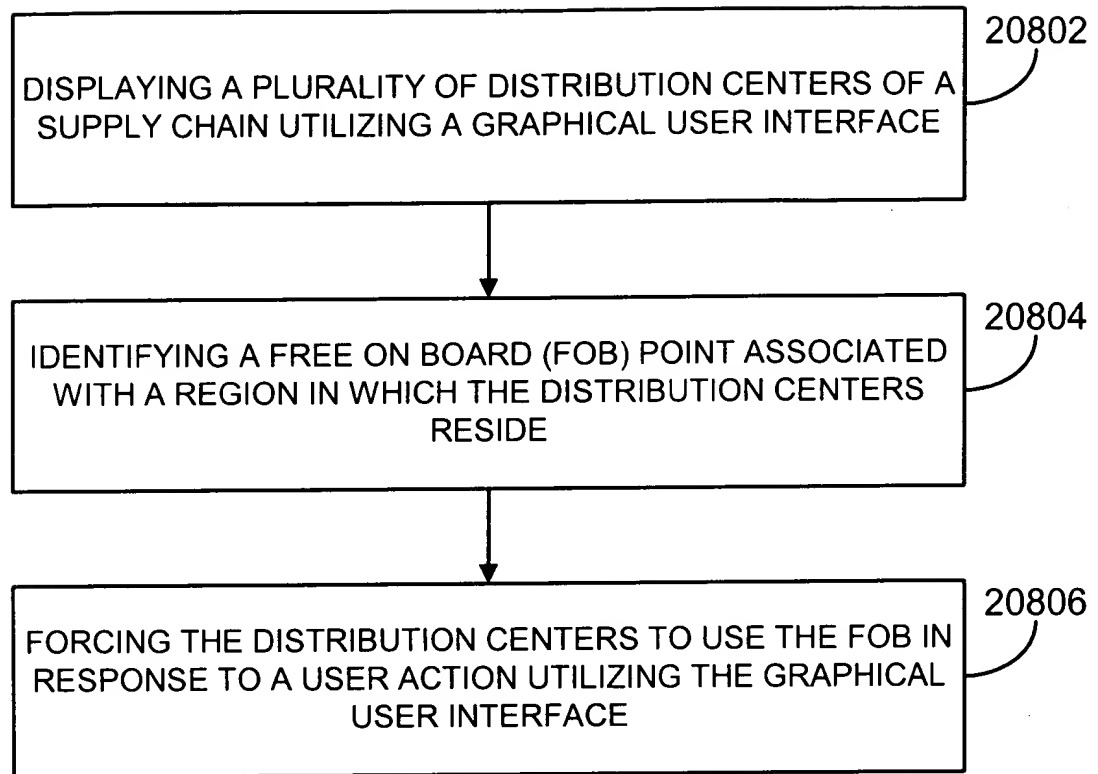 20802
DISPLAYING A PLURALITY OF DISTRIBUTION CENTERS OF A
SUPPLY CHAIN UTILIZING A GRAPHICAL USER INTERFACE
20804
IDENTIFYING A FREE ON BOARD (FOB) POINT ASSOCIATED
WITH A REGION IN WHICH THE DISTRIBUTION CENTERS
RESIDE
20806
FORCING THE DISTRIBUTION CENTERS TO USE THE FOB IN
RESPONSE TO A USER ACTION UTILIZING THE GRAPHICAL
USER INTERFACE